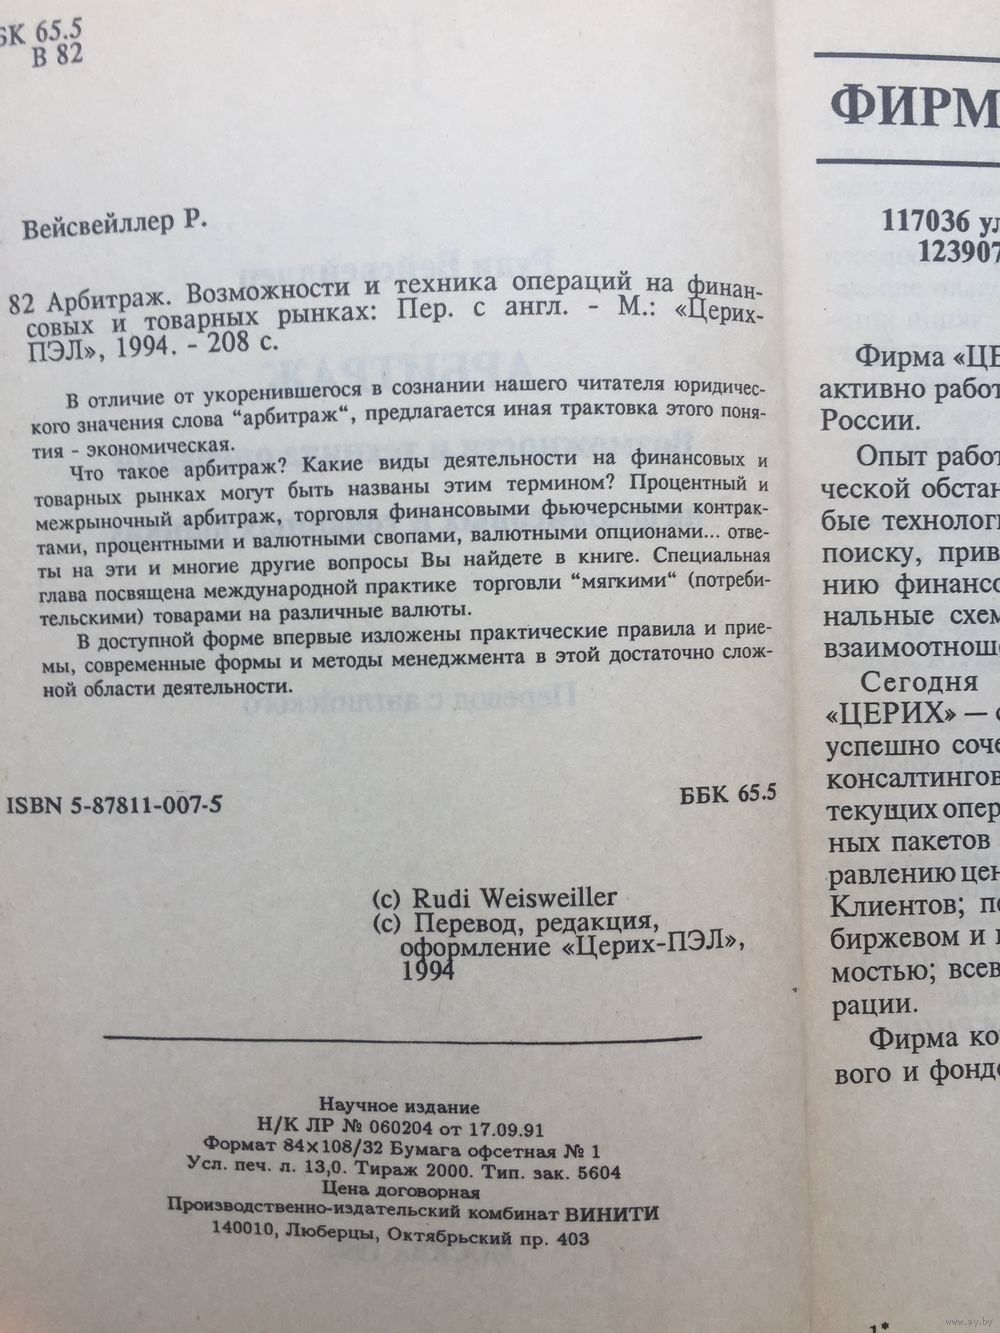 БК 65.5
В 82
Вейсвейллер Р.
82 Арбитраж. Возможности и техника операций на финан-
совых и товарных рынках: Пер. с англ. - М.: «Церих-
ПЭЛ», 1994. - 208 с.
В отличие от укоренившегося в сознании нашего читателя юридичес-
кого значения слова “арбитраж“, предлагается иная трактовка этого поня-
тия - экономическая.
Что такое арбитраж? Какие виды деятельности на финансовых и
товарных рынках могут быть названы этим термином? Процентный и
межрыночный арбитраж, торговля финансовыми фьючерсными контрак-
тами, процентными и валютными свопами, валютными опционами... отве-
ты на эти и многие другие вопросы Вы найдете в книге. Специальная
глава посвящена международной практике торговли “мягкими“ (потреби-
тельскими) товарами на различные валюты.
В доступной форме впервые изложены практические правила и прие-
мы, современные формы и методы менеджмента в этой достаточно слож-
ной области деятельности.
ISBN 5-87811-007-5
ББК 65.5
(с) Rudi Weisweiller
(с) Перевод, редакция,
оформление «Церих-ПЭЛ»,
1994
Научное издание
Н/К ЛР № 060204 от 17.09.91
Формат 84х108/32 Бумага офсетная № 1
Усл. печ. л. 13,0. Тираж 2000. Тип. зак. 5604
Цена договорная
Производственно-издательский комбинат ВИНИТИ
140010, Люберцы, Октябрьский пр. 403
ФИРМ
117036 ул
123907
Фирма «ЦЕ
активно работ
России.
Опыт работ
ческой обстан
бые технологи
поиску, прив
нию финансо
нальные схем
взаимоотнош
Сегодня
«ЦЕРИХ» — 
успешно соче
консалтингов
текущих опер
ных пакетов
равлению цен
Клиентов; по
биржевом и
мостью; всев
рации.
Фирма ко
вого и фондо
1*
www.ay.by